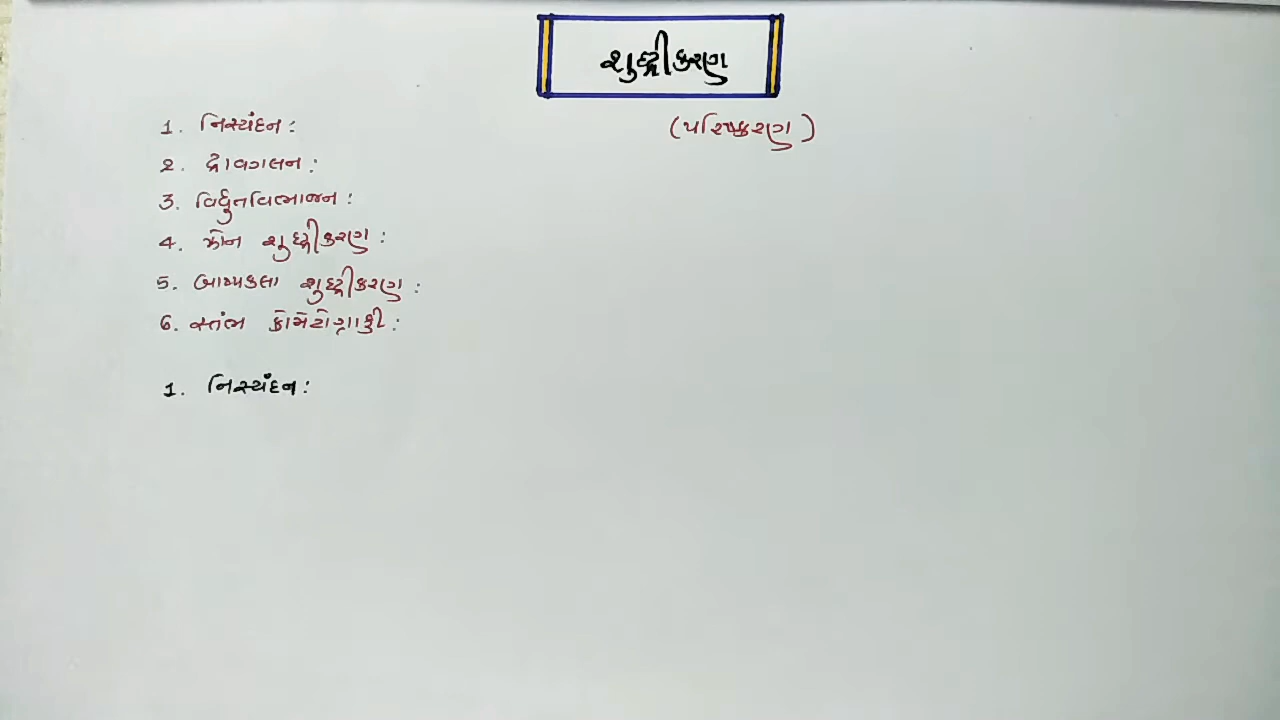 શુદ્ધીકરણ
(પરિષ્કરણ)
1. નિસ્યંદન :
2. દ્રાવગલન :
3. વિદ્યુતવિભાજન :
4. ઝોન શુદ્ધીકરણ :
5. બાષ્પકલા શુદ્ધીકરણ :
6. સ્તંભ ક્રોમેટોગ્રાફી :
1. નિસ્યંદન :